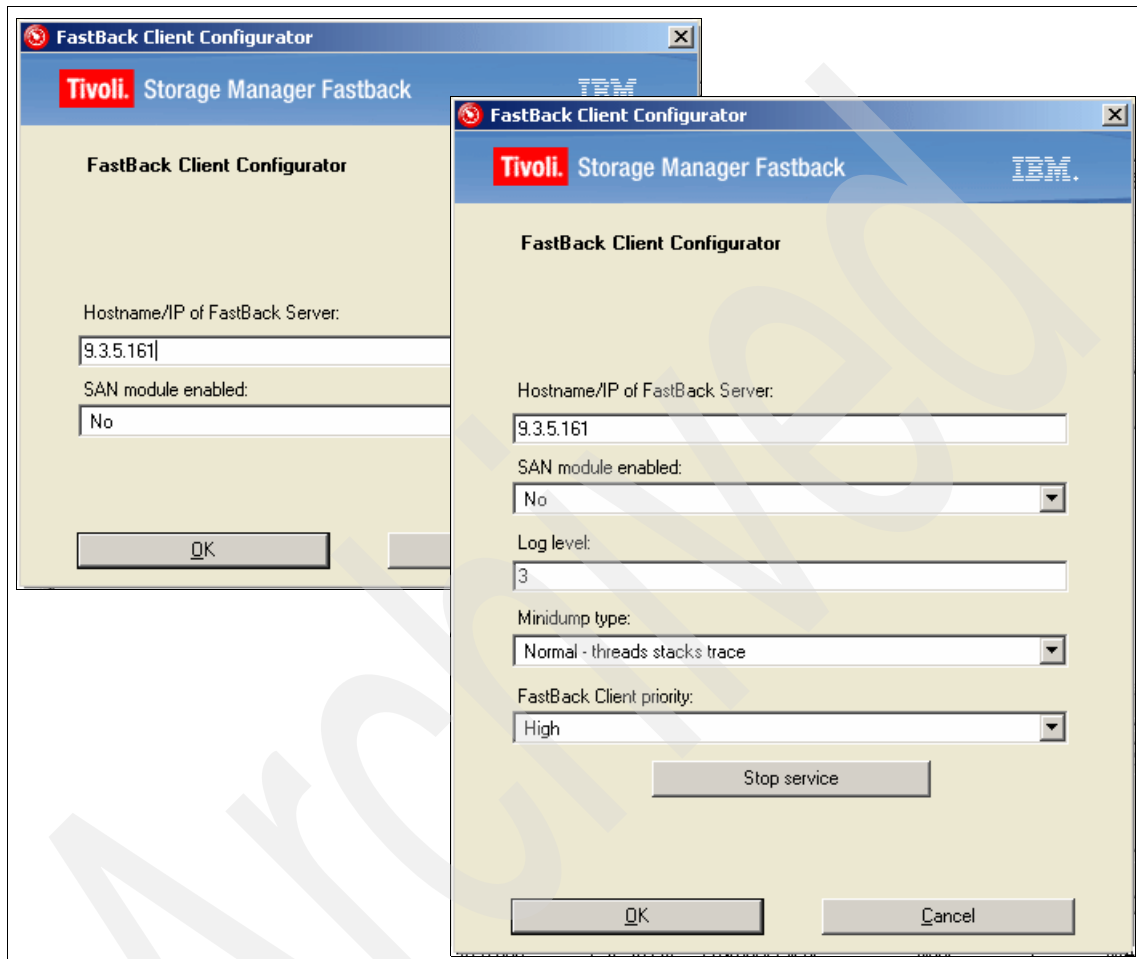 FastBack Client Configurator
Tivoli. Storage Manager Fastback
IBM
FastBack Client Configurator
Hostname/IP of FastBack Server:
9.3.5.161
SAN module enabled:
No
OK
FastBack Client Configurator
Tivoli. Storage Manager Fastback
IBM.
FastBack Client Configurator
Hostname/IP of FastBack Server:
9.3.5.161
SAN module enabled:
No
Log level:
3
Minidump type:
Normal - threads stacks trace
FastBack Client priority:
High
Stop service
OK
Cancel
Archived